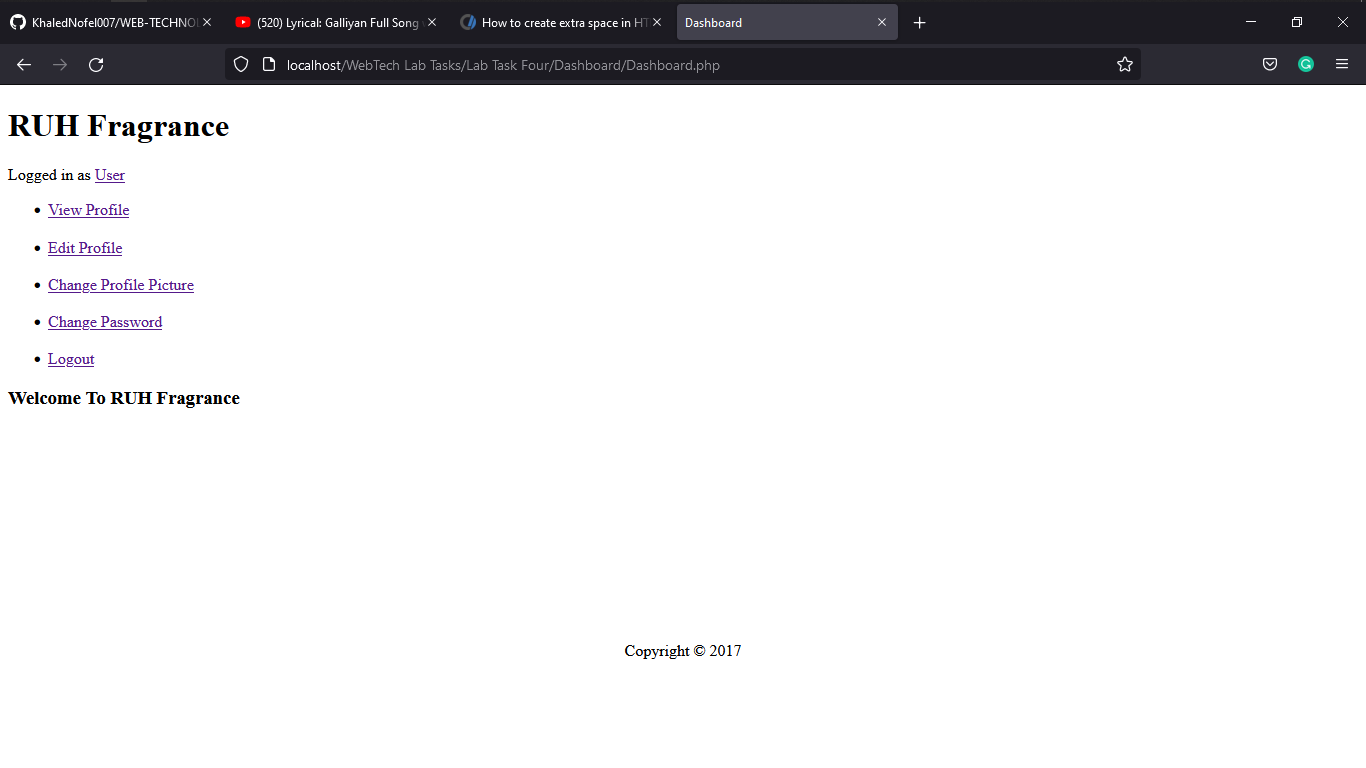 KhaledNofel007/WEB-TECHNOL
(520) Lyrical: Galliyan Full Song
How to create extra space in HT
Dashboard
localhost/WebTech Lab Tasks/Lab Task Four/Dashboard/Dashboard.php
RUH Fragrance
Logged in as User
• View Profile
• Edit Profile
• Change Profile Picture
• Change Password
• Logout
Welcome To RUH Fragrance
Copyright © 2017